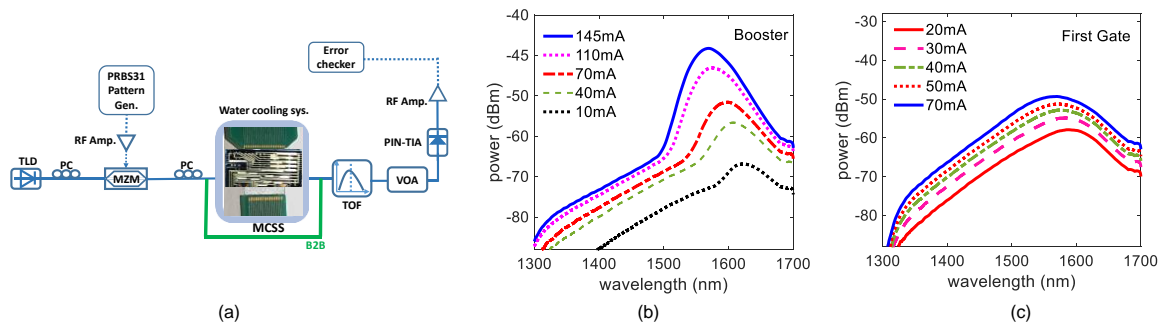 PRBS31
Pattern
Gen.
RF Amp.
TLD
PC
MZM
PC
Water cooling sys.
MCSS
B2B
TOF
VOA
PIN-TIA
RF Amp.
Error
checker
(a)
Booster
145mA
110mA
70mA
40mA
10mA
power (dBm)
-40
-45
-50
-60
-70
-80
1300 1400 1500 1600 1700
wavelength (nm)
(b)
First Gate
20mA
30mA
40mA
50mA
70mA
power (dBm)
-30
-40
-50
-60
-70
-80
1300 1400 1500 1600 1700
wavelength (nm)
(c)